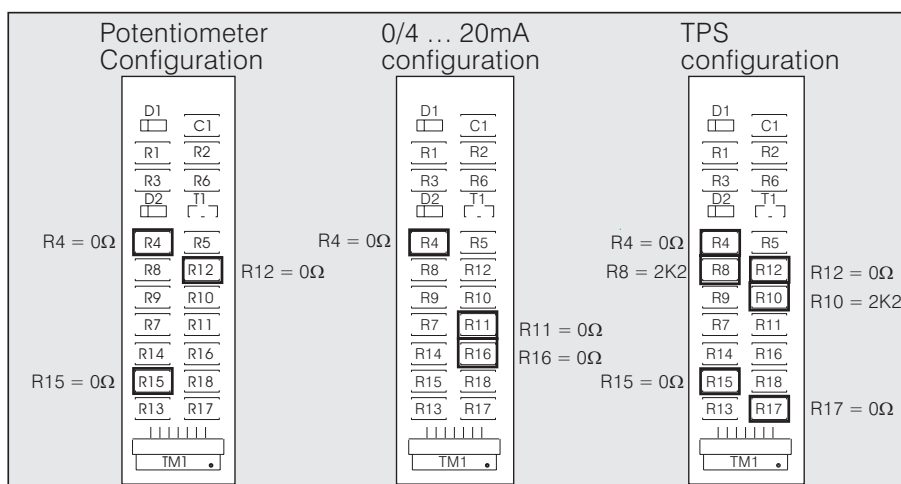 Potentiometer
Configuration
D1
C1
R1 R2
R3 R6
D2 T1
R4 = 0Ω R4 R5
R8 R12 R12 = 0Ω
R9 R10
R7 R11
R14 R16
R15 = 0Ω R15 R18
R13 R17
TM1
0/4 ... 20mA
configuration
D1
C1
R1 R2
R3 R6
D2 T1
R4 = 0Ω R4 R5
R8 R12
R9 R10
R7 R11 R11 = 0Ω
R14 R16 R16 = 0Ω
R15 R18
R13 R17
TM1
TPS
configuration
D1
C1
R1 R2
R3 R6
D2 T1
R4 = 0Ω R4 R5
R8 = 2K2 R8 R12 R12 = 0Ω
R9 R10 R10 = 2K2
R7 R11
R14 R16
R15 = 0Ω R15 R18
R13 R17 R17 = 0Ω
TM1